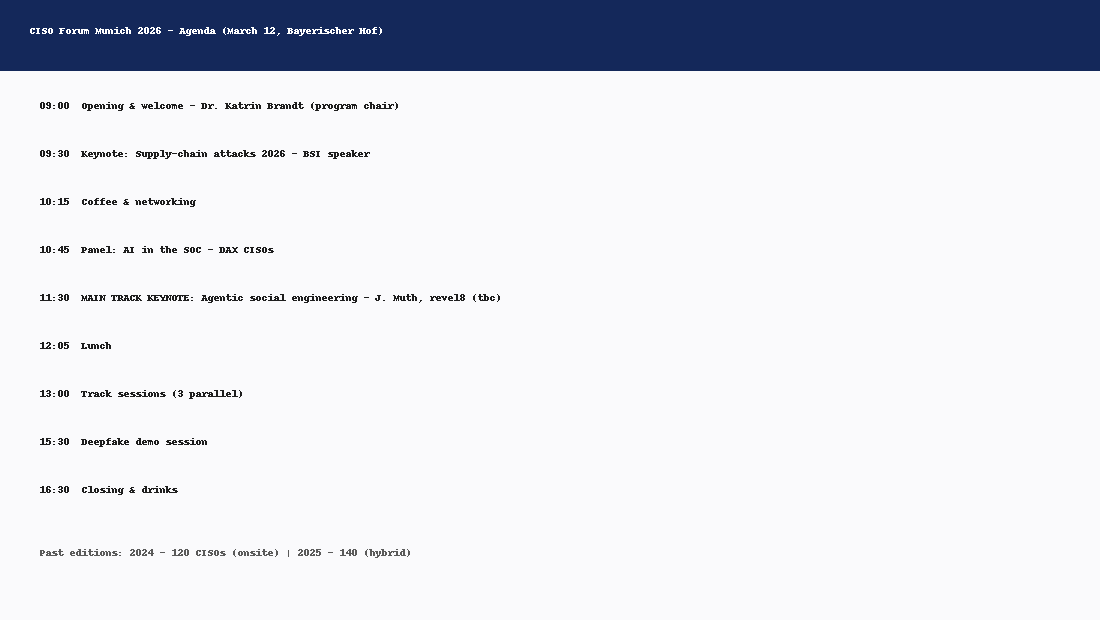 CISO Forum Munich 2026 - Agenda (March 12, Bayerischer Hof)
09:00 Opening & welcome - Dr. Katrin Brandt (program chair)
09:30 Keynote: Supply-chain attacks 2026 - BSI speaker
10:15 Coffee & networking
10:45 Panel: AI in the SOC - DAX CISOs
11:30 MAIN TRACK KEYNOTE: Agentic social engineering - J. Muth, revel8 (tbc)
12:05 Lunch
13:00 Track sessions (3 parallel)
15:30 Deepfake demo session
16:30 Closing & drinks
Past editions: 2024 - 120 CISOs (onsite) | 2025 - 140 (hybrid)